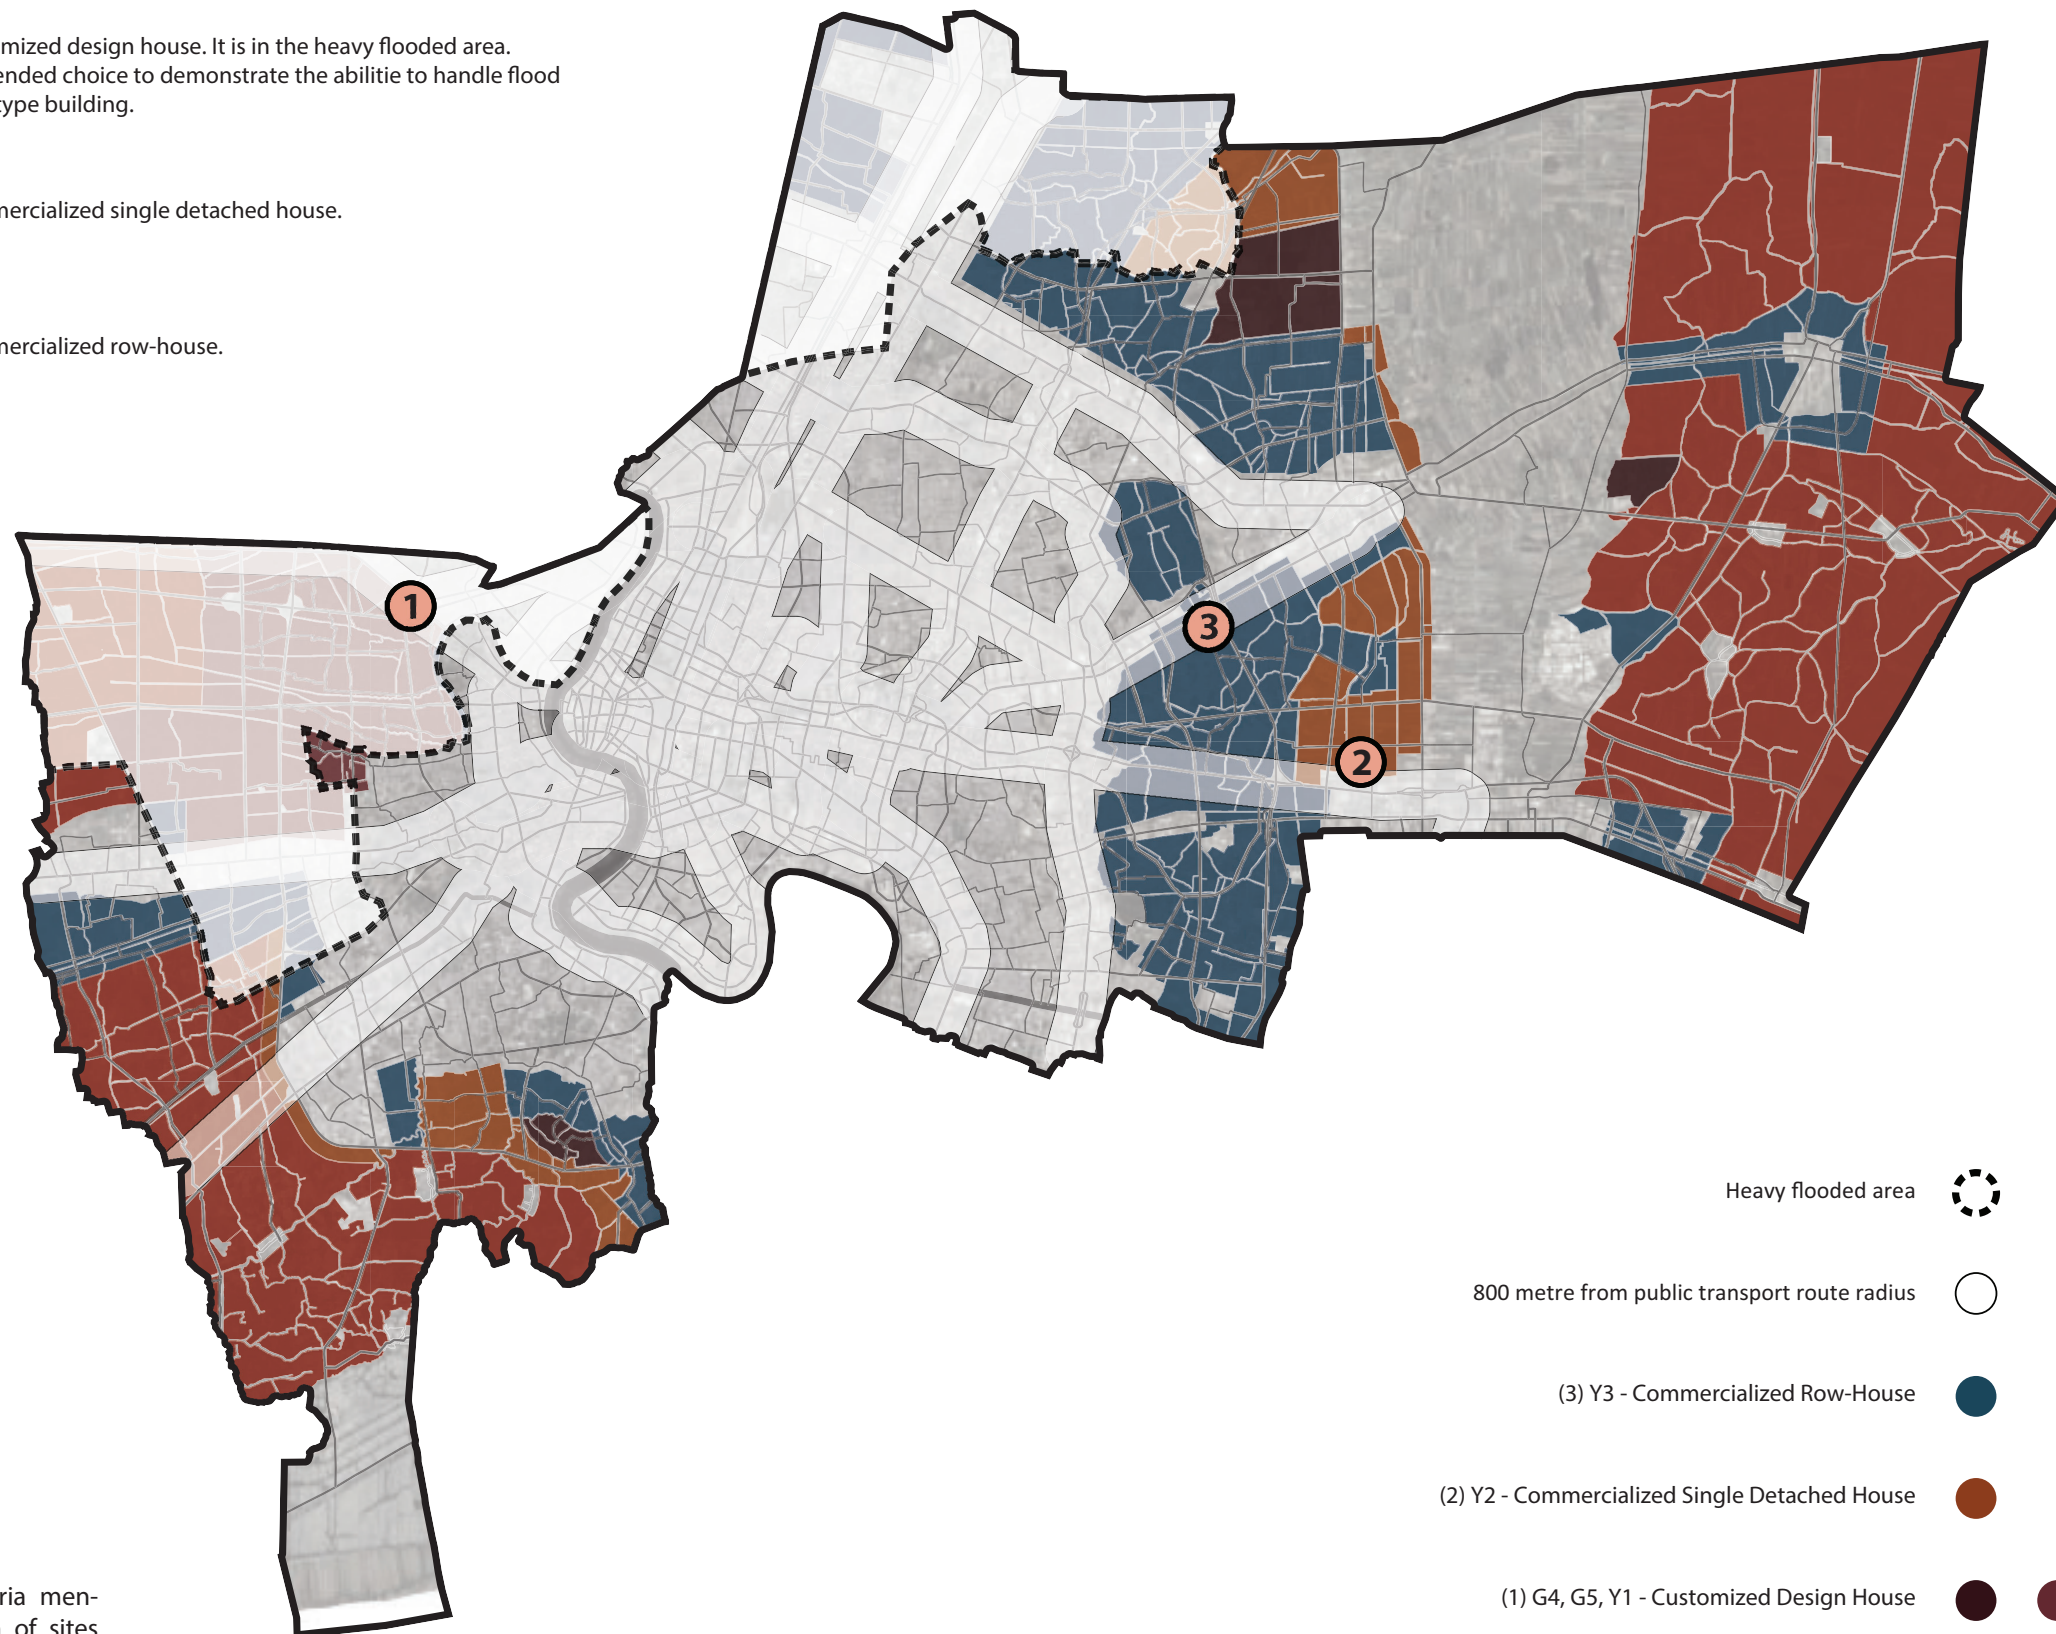 mized design house. It is in the heavy flooded area.
ended choice to demonstrate the abilitie to handle flood
type building.
mercialized single detached house.
mercialized row-house.
1
3
2
Heavy flooded area
800 metre from public transport route radius
(3) Y3 - Commercialized Row-House
(2) Y2 - Commercialized Single Detached House
(1) G4, G5, Y1 - Customized Design House
ria men-
of sites